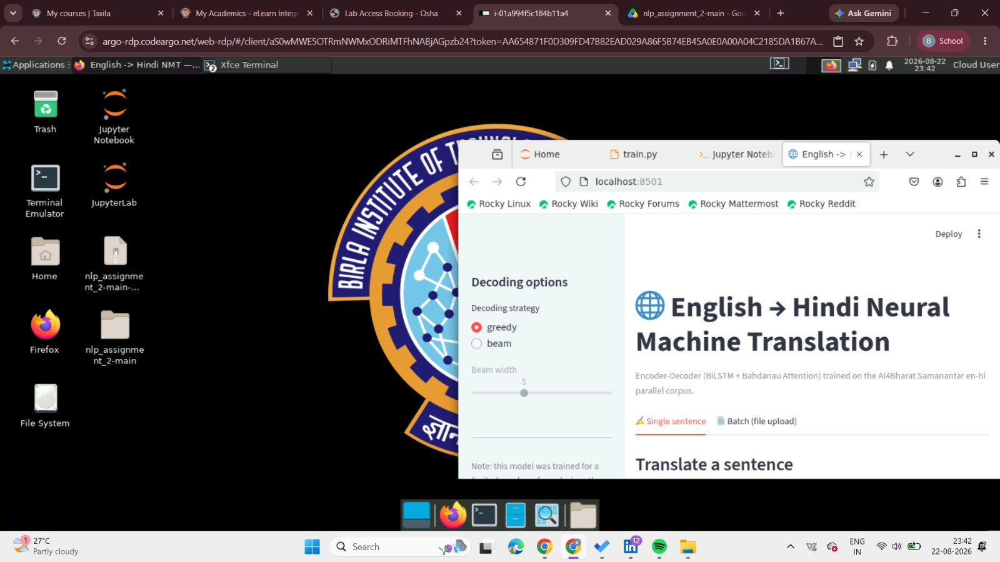 My courses | Taxila
My Academics - eLearn Integr
Lab Access Booking - Osha
i-01a994f5c184b11a4
nlp_assignment_2-main - Goo
Ask Gemini
argo-rdp.codeargo.net/web-rdp/#/client/aS0wMWE5OTRmNWMxODRiMTFhNABjAGpzb24?token=AA654871F0D309FD47B82EAD029A86F5B74EB45A0E0A00A04C2185DA1B67A...
B School
Applications
English -> Hindi NMT —...
2
Xfce Terminal
2026-08-22
23:42
Cloud User
Trash
Jupyter
Notebook
Terminal
Emulator
JupyterLab
Home
nlp_assignme
nt_2-main-...
Firefox
nlp_assignme
nt_2-main
File System
BIRLA INSTITUTE OF
ज्ञान
Home
train.py
Jupyter Noteb
English -> H
localhost:8501
Rocky Linux
Rocky Wiki
Rocky Forums
Rocky Mattermost
Rocky Reddit
Deploy
Decoding options
Decoding strategy
greedy
beam
Beam width
5
Note: this model was trained for a
English → Hindi Neural
Machine Translation
Encoder-Decoder (BiLSTM + Bahdanau Attention) trained on the AI4Bharat Samanantar en-hi
parallel corpus.
Single sentence
Batch (file upload)
Translate a sentence
1
27°C
Partly cloudy
Search
12
ENG
IN
23:42
22-08-2026